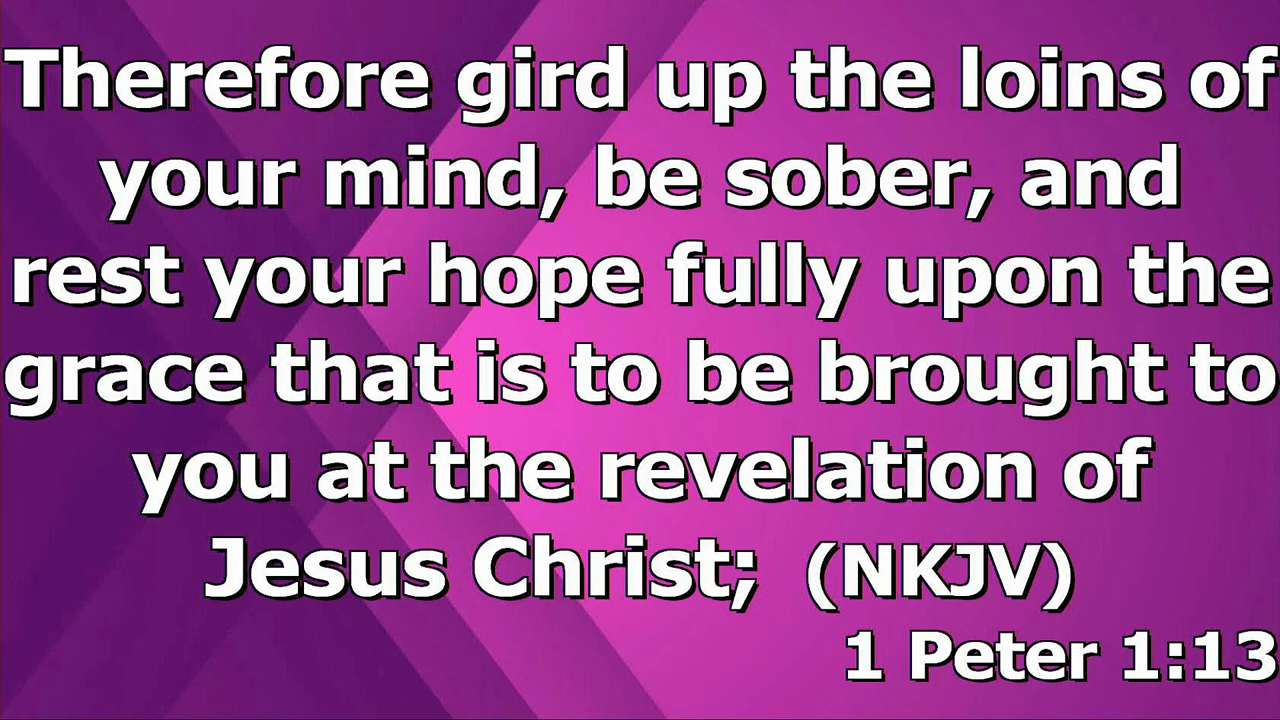 Therefore gird up the loins of
your mind, be sober, and
rest your hope fully upon the
grace that is to be brought to
you at the revelation of
Jesus Christ; (NKJV)
1 Peter 1:13